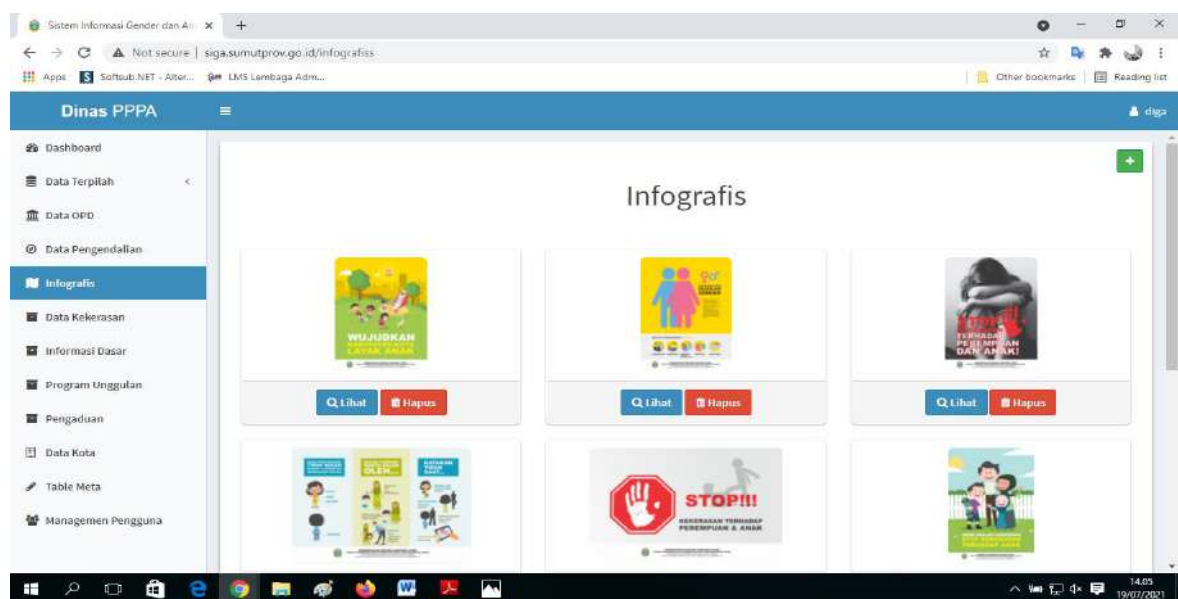 Sistem Informasi Gender dan An
Not secure | siga.sumutprov.go.id/infografiss
Apps
Softsub.NET - Alter...
LMS Lembaga Adm...
Other bookmarks
Reading list
Dinas PPPA
diga
Dashboard
Data Terpilah
Data OPD
Data Pengendalian
Infografis
Data Kekerasan
Informasi Dasar
Program Unggulan
Pengaduan
Data Kota
Table Meta
Managemen Pengguna
Infografis
WUJUDKAN
LAYAK ANAK
STOP
TERHADAP
PEREMPUAN
DAN ANAK!
Lihat
Hapus
Lihat
Hapus
Lihat
Hapus
STOP!!!
KEKERASAN TERHADAP
PEREMPUAN & ANAK
14.05
19/07/2021